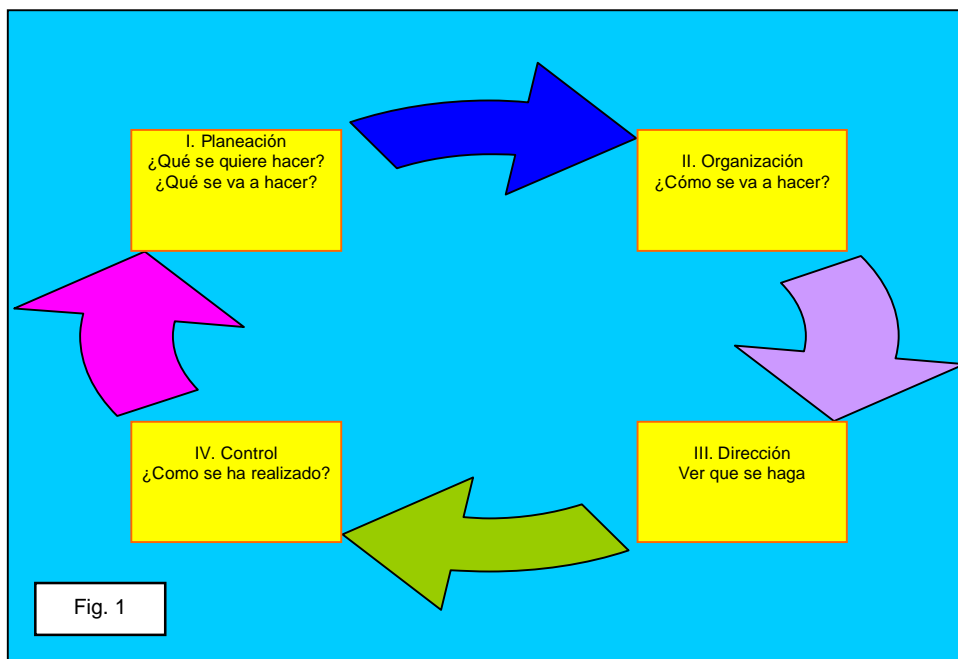 I. Planeación
¿Qué se quiere hacer?
¿Qué se va a hacer?
II. Organización
¿Cómo se va a hacer?
III. Dirección
Ver que se haga
IV. Control
¿Como se ha realizado?
Fig. 1